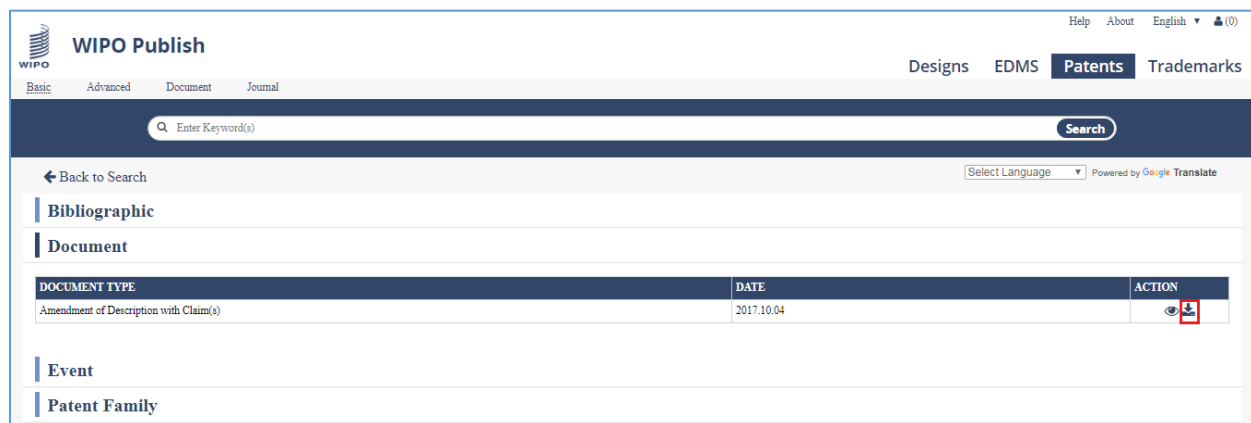 Help About English ▼ (0)
WIPO
WIPO Publish
Designs EDMS Patents Trademarks
Basic Advanced Document Journal
Enter Keyword(s) Search
Back to Search Select Language ▼ Powered by Google Translate
Bibliographic
Document
DOCUMENT TYPE DATE ACTION
Amendment of Description with Claim(s) 2017.10.04
Event
Patent Family